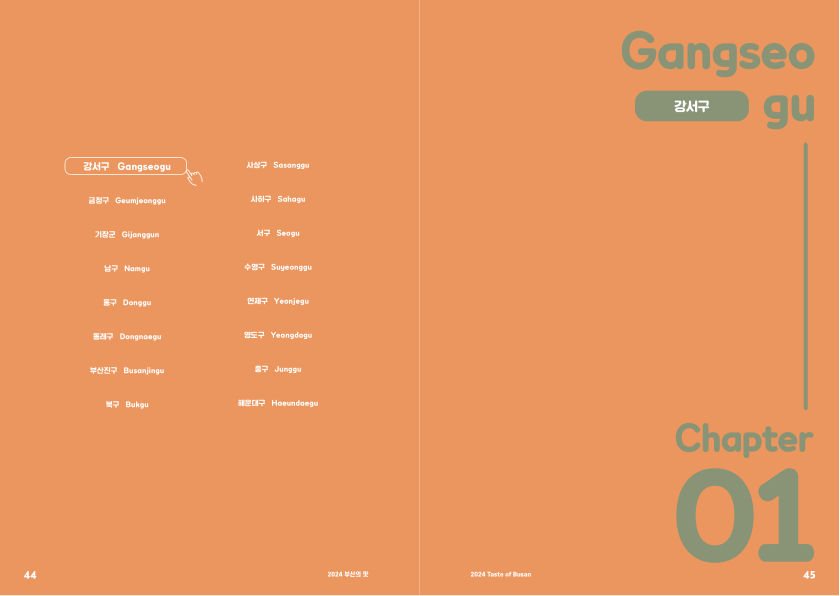 강서구 Gangseogu
금정구 Geumjeonggu
기장군 Gijanggun
남구 Namgu
동구 Donggu
동래구 Dongnaegu
부산진구 Busanjingu
북구 Bukgu
사상구 Sasanggu
사하구 Sahagu
서구 Seogu
수영구 Suyeonggu
연제구 Yeonjegu
영도구 Yeongdogu
중구 Junggu
해운대구 Haeundaegu
44
2024 부산의 맛
Gangseo
강서구 gu
Chapter
01
2024 Taste of Busan
45